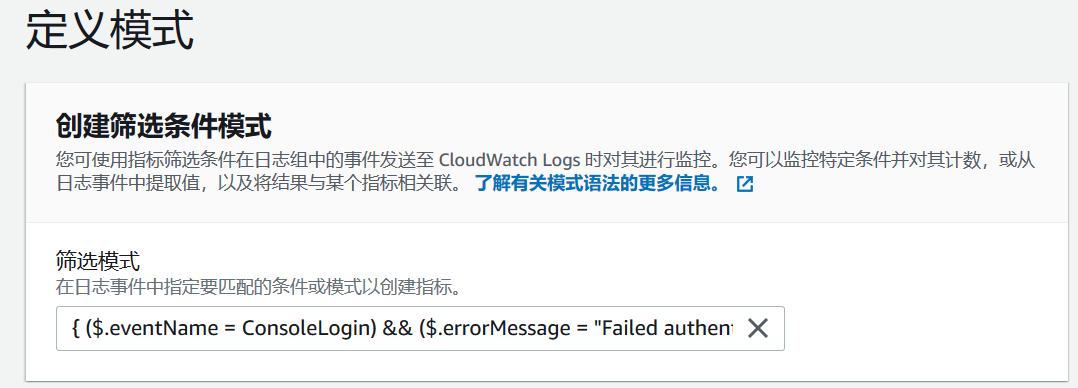 定义模式
创建筛选条件模式
您可使用指标筛选条件在日志组中的事件发送至 CloudWatch Logs 时对其进行监控。您可以监控特定条件并对其计数，或从
日志事件中提取值，以及将结果与某个指标相关联。 了解有关模式语法的更多信息。
筛选模式
在日志事件中指定要匹配的条件或模式以创建指标。
{ ($.eventName = ConsoleLogin) && ($.errorMessage = "Failed authent